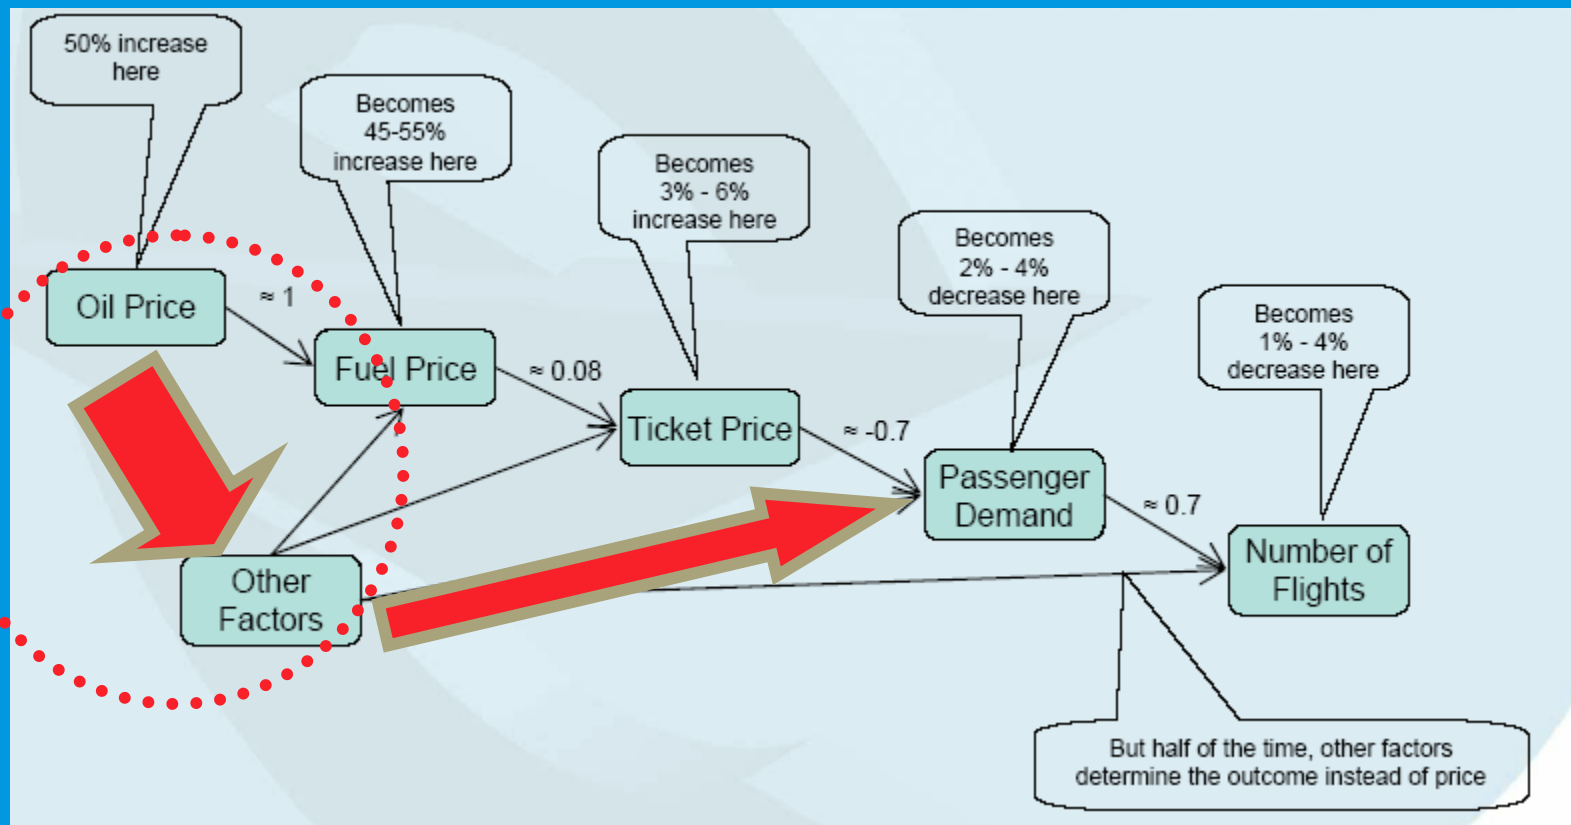 50% increase
here
Becomes
45-55%
increase here
Becomes
3% - 6%
increase here
Becomes
2% - 4%
decrease here
Becomes
1% - 4%
decrease here
Oil Price
≈ 1
Fuel Price
≈ 0.08
Ticket Price
≈ -0.7
Passenger
Demand
≈ 0.7
Number of
Flights
Other
Factors
But half of the time, other factors
determine the outcome instead of price